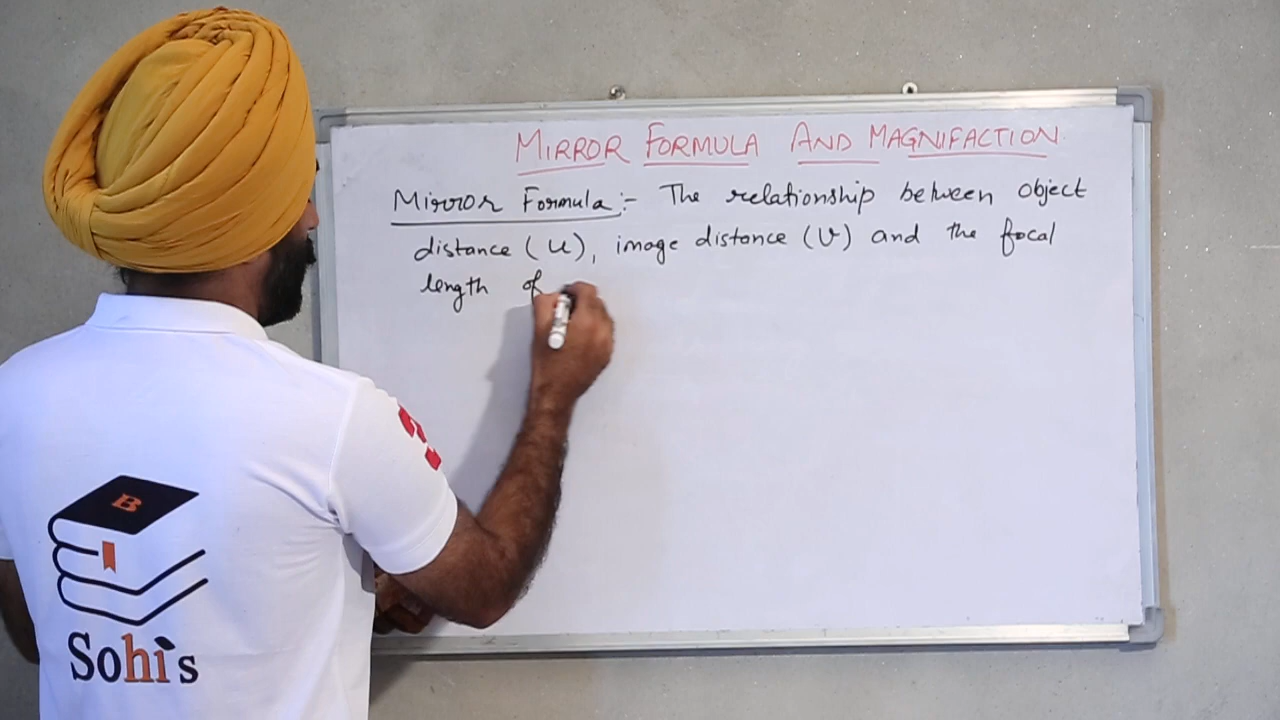 MIRROR FORMULA AND MAGNIFACTION
Mirror Formula :- The relationship between object
distance (u), image distance (v) and the focal
length of
B
Sohi's